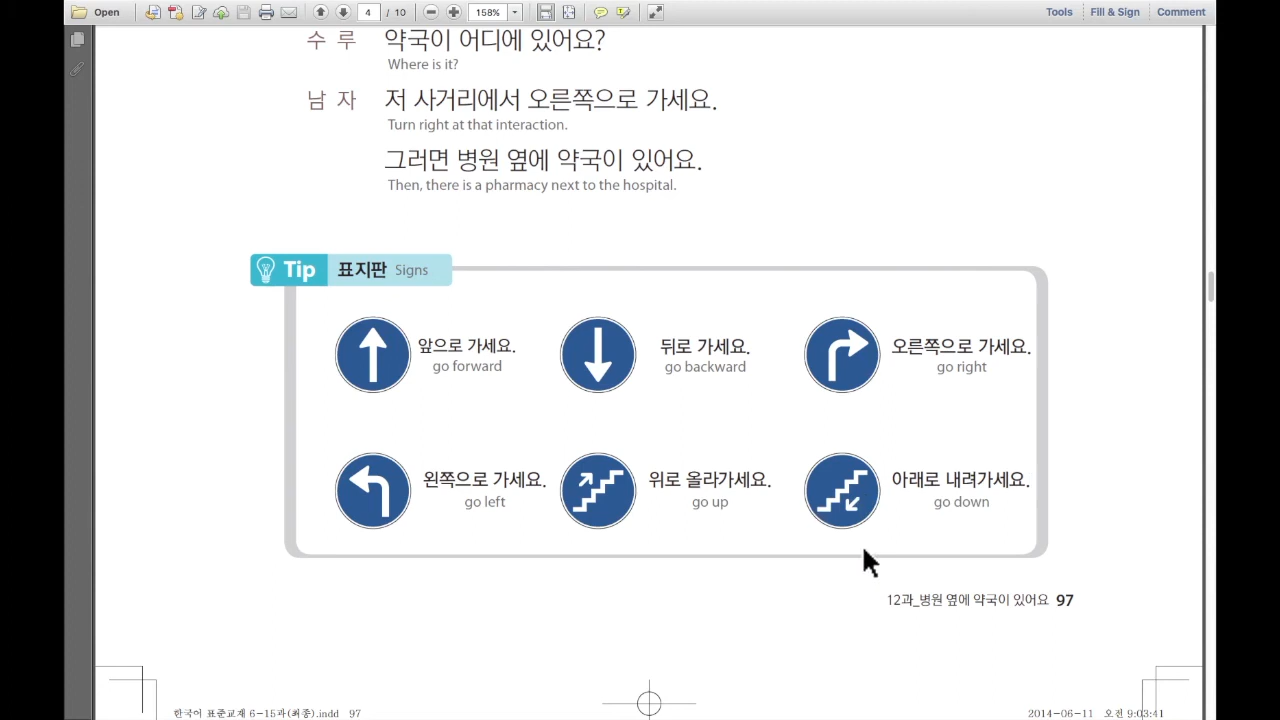 Open 4 / 10 158% Tools Fill & Sign Comment
수 루 약국이 어디에 있어요?
Where is it?
남 자 저 사거리에서 오른쪽으로 가세요.
Turn right at that interaction.
그러면 병원 옆에 약국이 있어요.
Then, there is a pharmacy next to the hospital.
Tip 표지판 Signs
앞으로 가세요. 뒤로 가세요. 오른쪽으로 가세요.
go forward go backward go right
왼쪽으로 가세요. 위로 올라가세요. 아래로 내려가세요.
go left go up go down
12과_병원 옆에 약국이 있어요 97
한국어 표준교재 6-15과(최종).indd 97 2014-06-11 오전 9:03:41